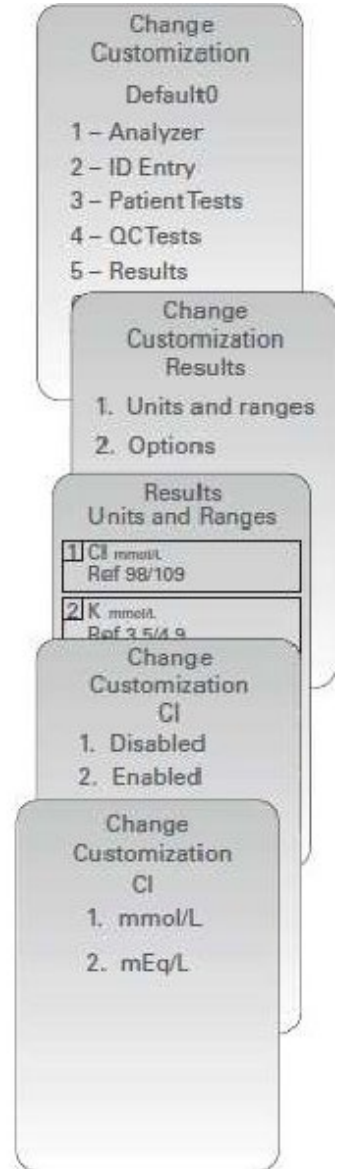 Change
Customization
Default0
1 – Analyzer
2 – ID Entry
3 – Patient Tests
4 – QC Tests
5 – Results
Change
Customization
Results
1. Units and ranges
2. Options
Results
Units and Ranges
1 Cl mmol/L
Ref 98/109
2 K mmol/L
Ref 3.5/4.9
Change
Customization
Cl
1. Disabled
2. Enabled
Change
Customization
Cl
1. mmol/L
2. mEq/L